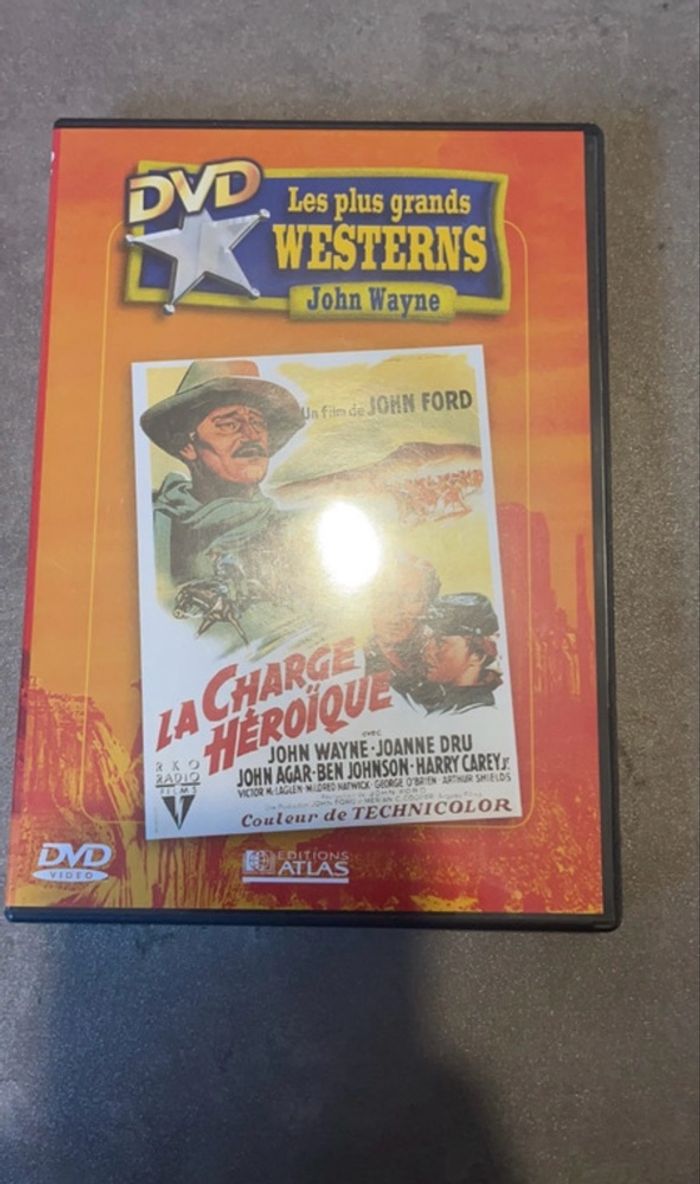 DVD
Les plus grands
WESTERNS
John Wayne
Un film de JOHN FORD
LA CHARGE
HÉROÏQUE
avec
JOHN WAYNE · JOANNE DRU
JOHN AGAR · BEN JOHNSON · HARRY CAREY Jr.
VICTOR McLAGLEN · MILDRED NATWICK · GEORGE O'BRIEN · ARTHUR SHIELDS
RKO
RADIO
FILMS
Couleur de TECHNICOLOR
DVD
VIDEO
EDITIONS
ATLAS